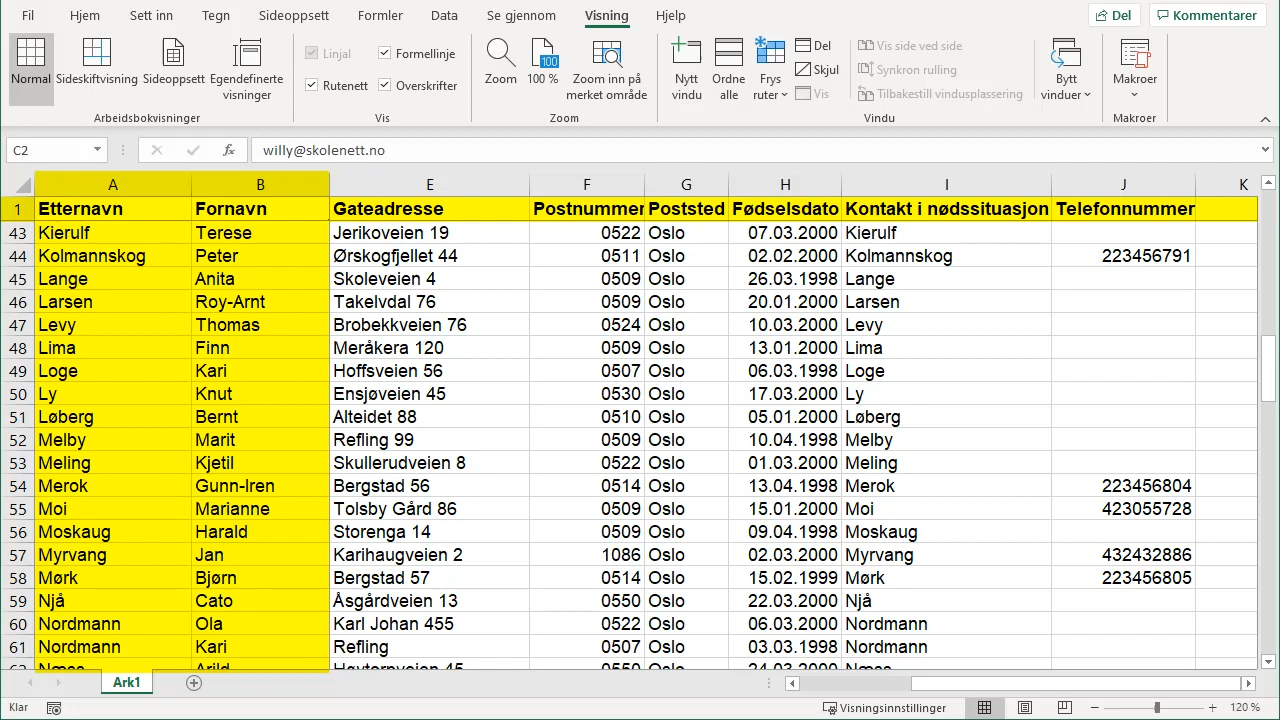 Fil Hjem Sett inn Tegn Sideoppsett Formler Data Se gjennom Visning Hjelp Del Kommentarer
Normal Sideskiftvisning Sideoppsett Egendefinerte visninger
Arbeidsbokvisninger
Linjal Formellinje
Rutenett Overskrifter
Vis
Zoom 100 % Zoom inn på merket område
100
Zoom
Nytt vindu Ordne alle Frys ruter
Del
Skjul
Vis
Vis side ved side
Synkron rulling
Tilbakestill vindusplassering
Vindu
Bytt vinduer
Makroer
Makroer
C2 fx willy@skolenett.no
A B E F G H I J K
1 Etternavn Fornavn Gateadresse Postnummer Poststed Fødselsdato Kontakt i nødssituasjon Telefonnummer
43 Kierulf Terese Jerikoveien 19 0522 Oslo 07.03.2000 Kierulf
44 Kolmannskog Peter Ørskogfjellet 44 0511 Oslo 02.02.2000 Kolmannskog 223456791
45 Lange Anita Skoleveien 4 0509 Oslo 26.03.1998 Lange
46 Larsen Roy-Arnt Takelvdal 76 0509 Oslo 20.01.2000 Larsen
47 Levy Thomas Brobekkveien 76 0524 Oslo 10.03.2000 Levy
48 Lima Finn Meråkera 120 0509 Oslo 13.01.2000 Lima
49 Loge Kari Hoffsveien 56 0507 Oslo 06.03.1998 Loge
50 Ly Knut Ensjøveien 45 0530 Oslo 17.03.2000 Ly
51 Løberg Bernt Alteidet 88 0510 Oslo 05.01.2000 Løberg
52 Melby Marit Refling 99 0509 Oslo 10.04.1998 Melby
53 Meling Kjetil Skullerudveien 8 0522 Oslo 01.03.2000 Meling
54 Merok Gunn-Iren Bergstad 56 0514 Oslo 13.04.1998 Merok 223456804
55 Moi Marianne Tolsby Gård 86 0509 Oslo 15.01.2000 Moi 423055728
56 Moskaug Harald Storenga 14 0509 Oslo 09.04.1998 Moskaug
57 Myrvang Jan Karihaugveien 2 1086 Oslo 02.03.2000 Myrvang 432432886
58 Mørk Bjørn Bergstad 57 0514 Oslo 15.02.1999 Mørk 223456805
59 Njå Cato Åsgårdveien 13 0550 Oslo 22.03.2000 Njå
60 Nordmann Ola Karl Johan 455 0522 Oslo 06.03.2000 Nordmann
61 Nordmann Kari Refling 0507 Oslo 03.03.1998 Nordmann
62 Næss Arild 0550 Oslo 24.03.2000 Næss
Ark1
Klar Visningsinnstillinger 120 %